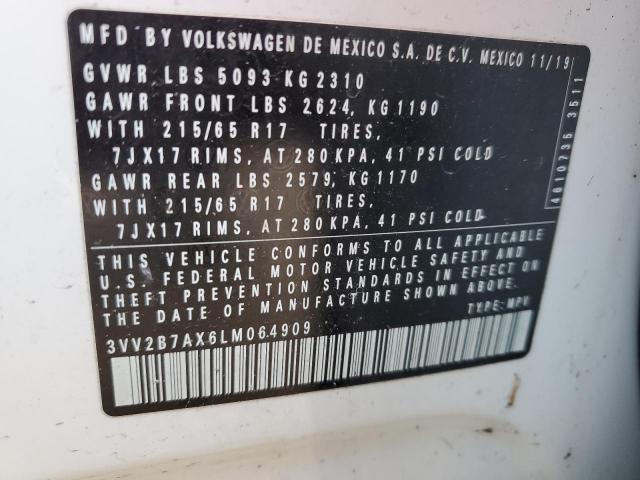 MFD BY VOLKSWAGEN DE MEXICO S.A. DE C.V. MEXICO 11/19
GVWR LBS 5093 KG 2310
GAWR FRONT LBS 2624, KG 1190
WITH 215/65 R17 TIRES,
7JX17 RIMS, AT 280 KPA, 41 PSI COLD
GAWR REAR LBS 2579, KG 1170
WITH 215/65 R17 TIRES,
7JX17 RIMS, AT 280 KPA, 41 PSI COLD
THIS VEHICLE CONFORMS TO ALL APPLICABLE
U.S. FEDERAL MOTOR VEHICLE SAFETY AND
THEFT PREVENTION STANDARDS IN EFFECT ON
THE DATE OF MANUFACTURE SHOWN ABOVE.
3VV2B7AX6LM064909
TYPE: MPV
4610735 3511